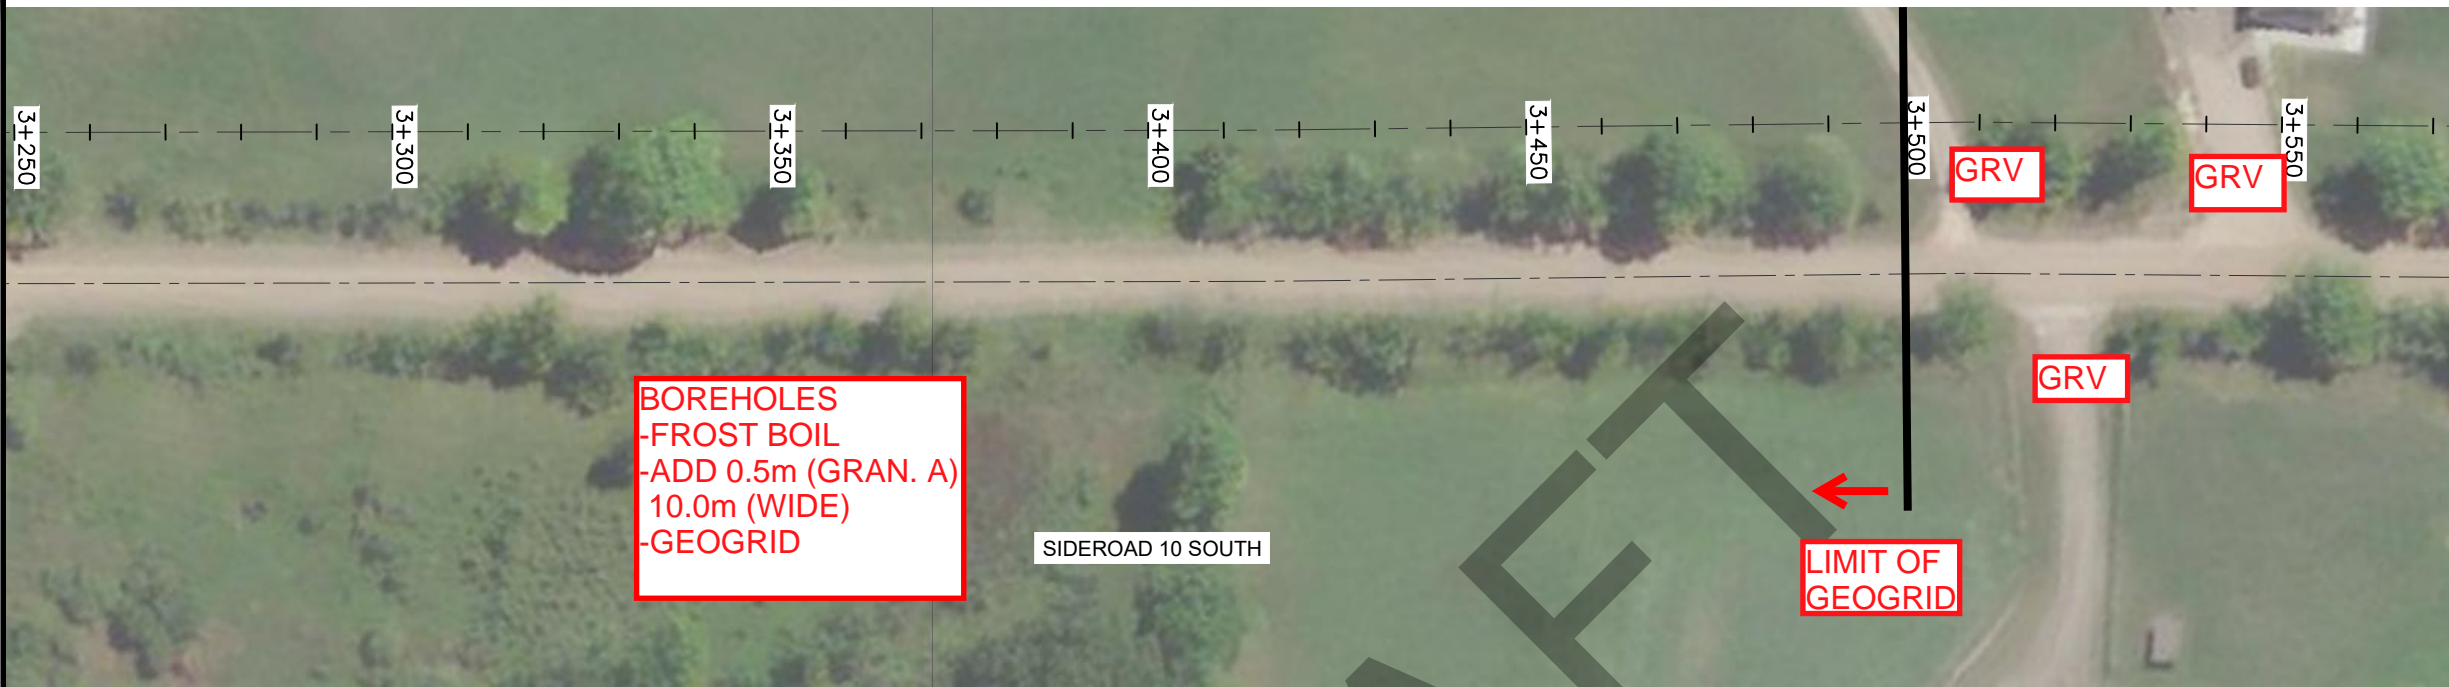 3+250
3+300
3+350
3+400
3+450
3+500
3+550
GRV
GRV
GRV
BOREHOLES
-FROST BOIL
-ADD 0.5m (GRAN. A)
10.0m (WIDE)
-GEOGRID
SIDEROAD 10 SOUTH
LIMIT OF
GEOGRID